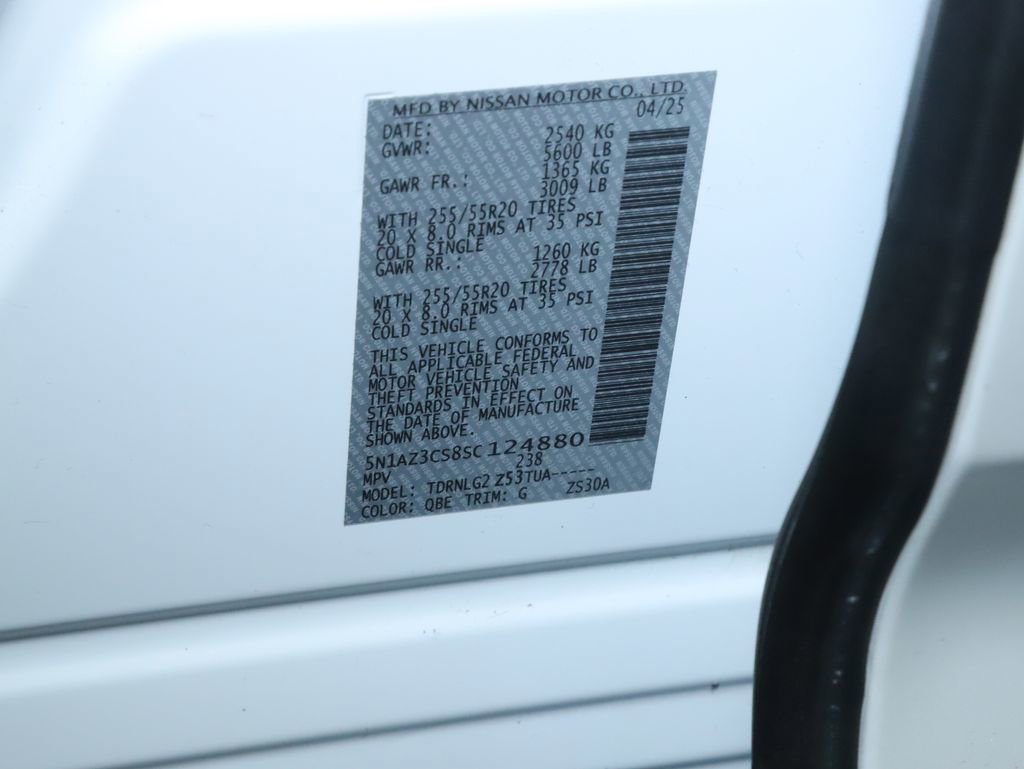 MFD BY NISSAN MOTOR CO., LTD.
DATE: 04/25
GVWR: 2540 KG
5600 LB
GAWR FR.: 1365 KG
3009 LB
WITH 255/55R20 TIRES
20 X 8.0 RIMS AT 35 PSI
COLD SINGLE
GAWR RR.: 1260 KG
2778 LB
WITH 255/55R20 TIRES
20 X 8.0 RIMS AT 35 PSI
COLD SINGLE
THIS VEHICLE CONFORMS TO
ALL APPLICABLE FEDERAL
MOTOR VEHICLE SAFETY AND
THEFT PREVENTION
STANDARDS IN EFFECT ON
THE DATE OF MANUFACTURE
SHOWN ABOVE.
5N1AZ3CS8SC124880
MPV 238
MODEL: TDRNLG2 Z53TUA-----
COLOR: QBE TRIM: G ZS30A